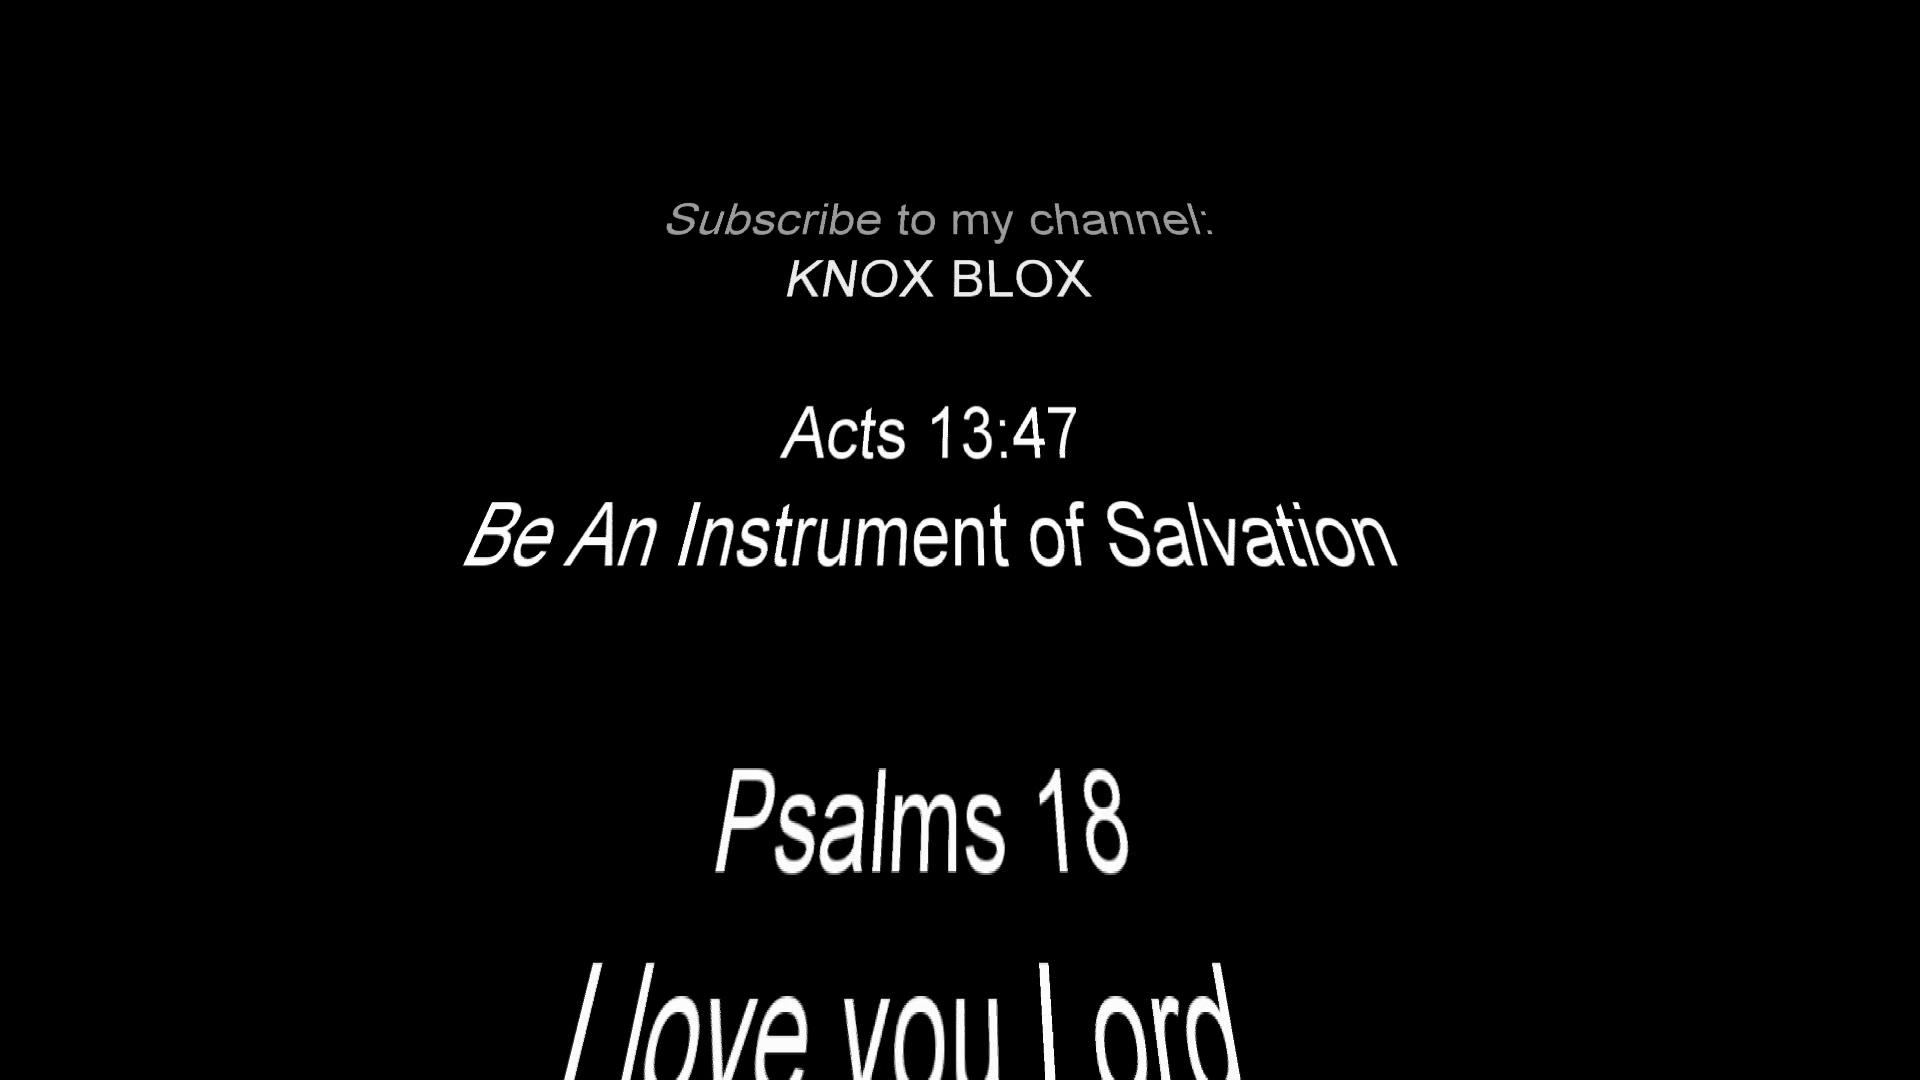 Subscribe to my channel:
KNOX BLOX
Acts 13:47
Be An Instrument of Salvation
Psalms 18
I love you Lord